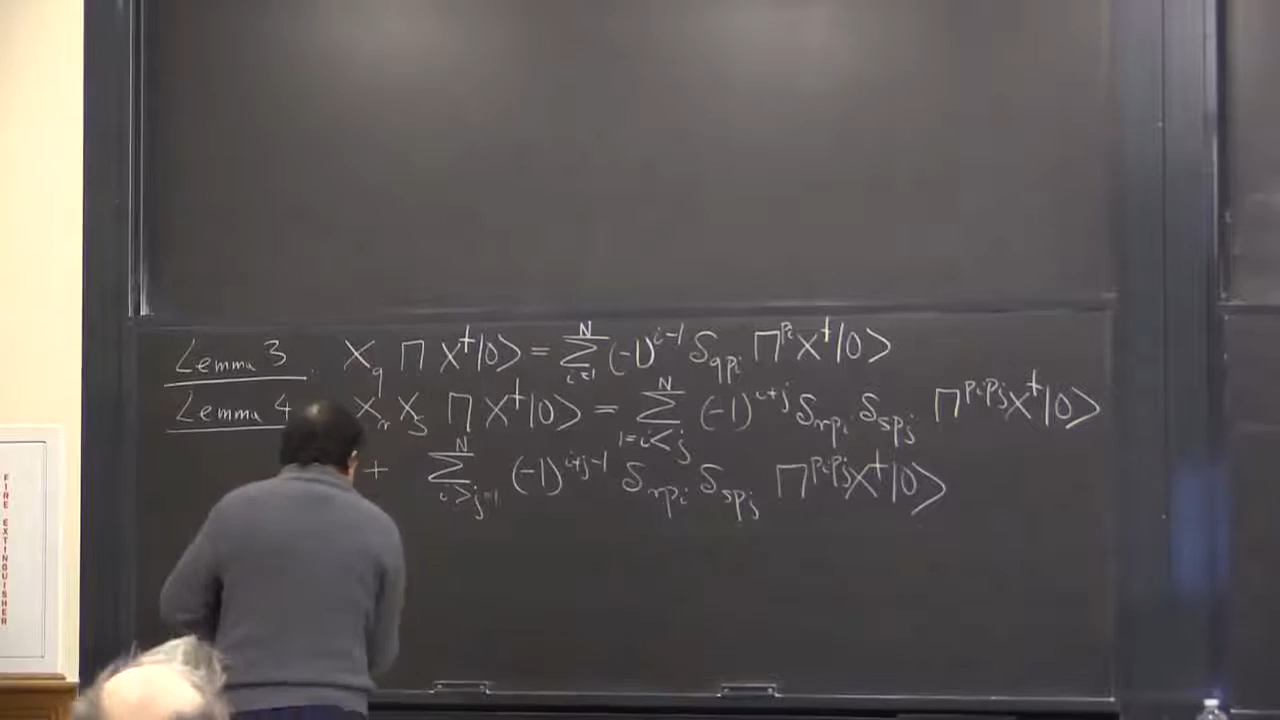 Lemma 3. X_q Π X†|0> = Σ_{i=1}^{N} (-1)^{i-1} δ_{qp_i} Π^{p_i} X†|0>
Lemma 4 X_r X_s Π X†|0> = Σ_{1=i<j}^{N} (-1)^{i+j} δ_{rp_i} δ_{sp_j} Π^{p_i p_j} X†|0>
+ Σ_{i>j=1}^{N} (-1)^{i+j-1} δ_{rp_i} δ_{sp_j} Π^{p_i p_j} X†|0>
FIRE EXTINGUISHER